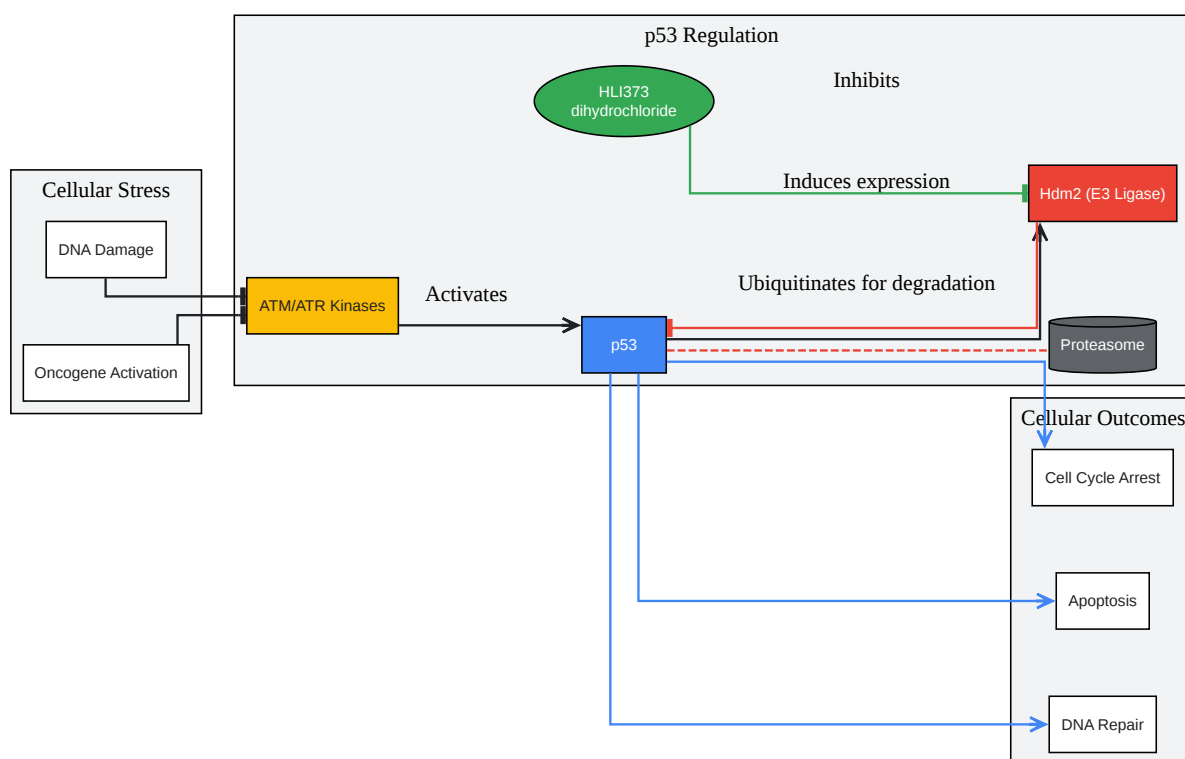 p53 Regulation
Inhibits
HLI373
dihydrochloride
Cellular Stress
Induces expression
Hdm2 (E3 Ligase)
DNA Damage
ATM/ATR Kinases
Activates
Ubiquitinates for degradation
p53
Proteasome
Oncogene Activation
Cellular Outcomes
Cell Cycle Arrest
Apoptosis
DNA Repair